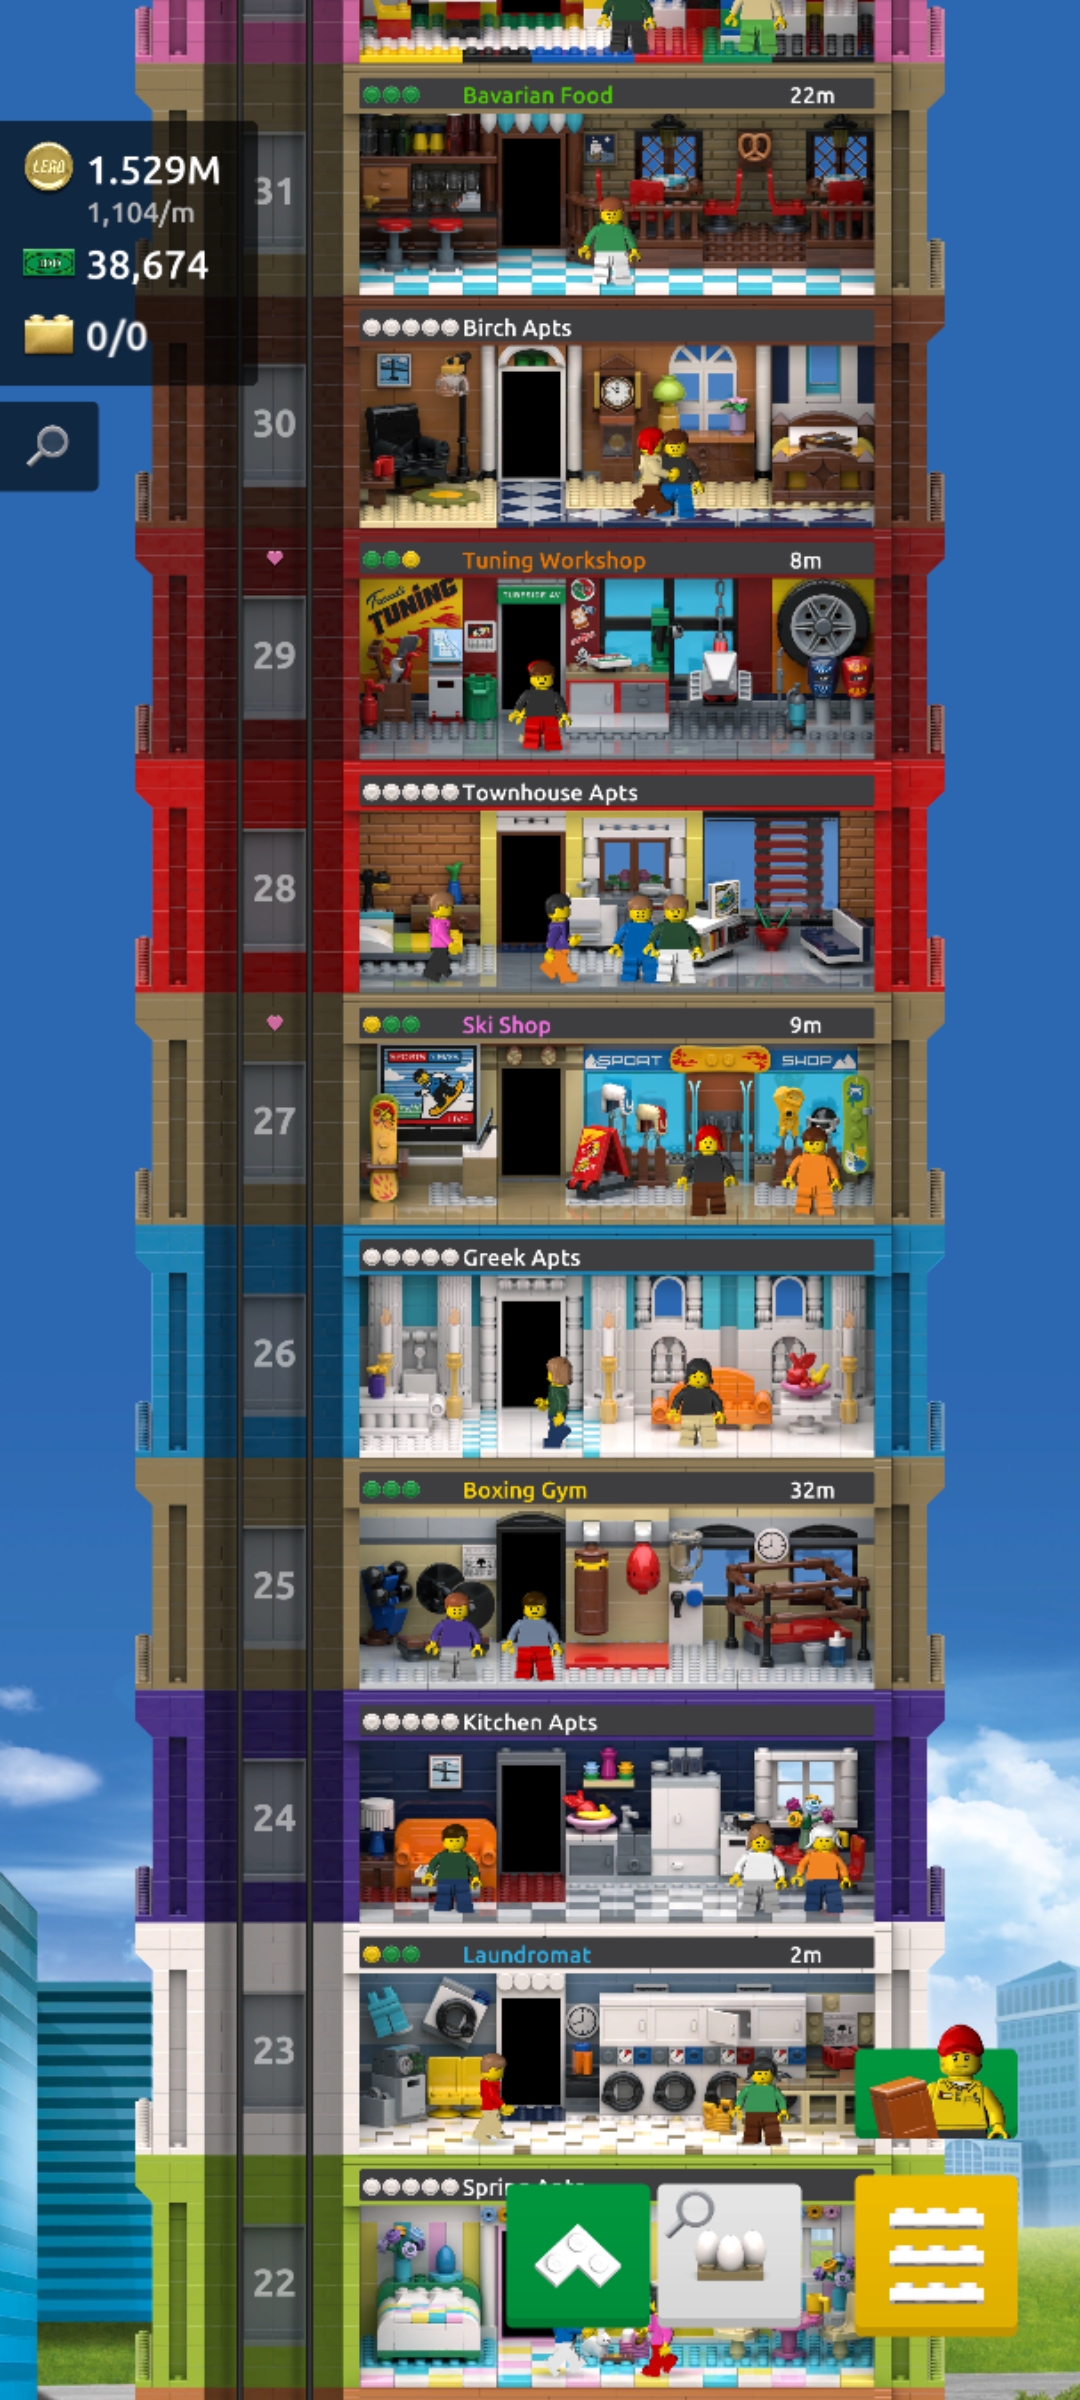 Bavarian Food 22m
LEGO 1.529M
1,104/m
38,674
0/0
31
Birch Apts
30
Tuning Workshop 8m
TUNING
29
Townhouse Apts
28
Ski Shop 9m
SPORT SHOP
LIVE
27
Greek Apts
26
Boxing Gym 32m
25
Kitchen Apts
24
Laundromat 2m
23
22